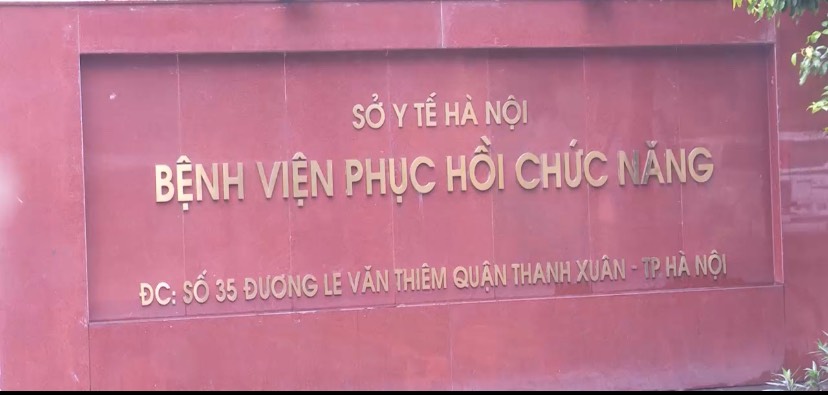 SỞ Y TẾ HÀ NỘI
BỆNH VIỆN PHỤC HỒI CHỨC NĂNG
ĐC: SỐ 35 ĐƯƠNG LE VĂN THIÊM QUẬN THANH XUÂN - TP HÀ NỘI